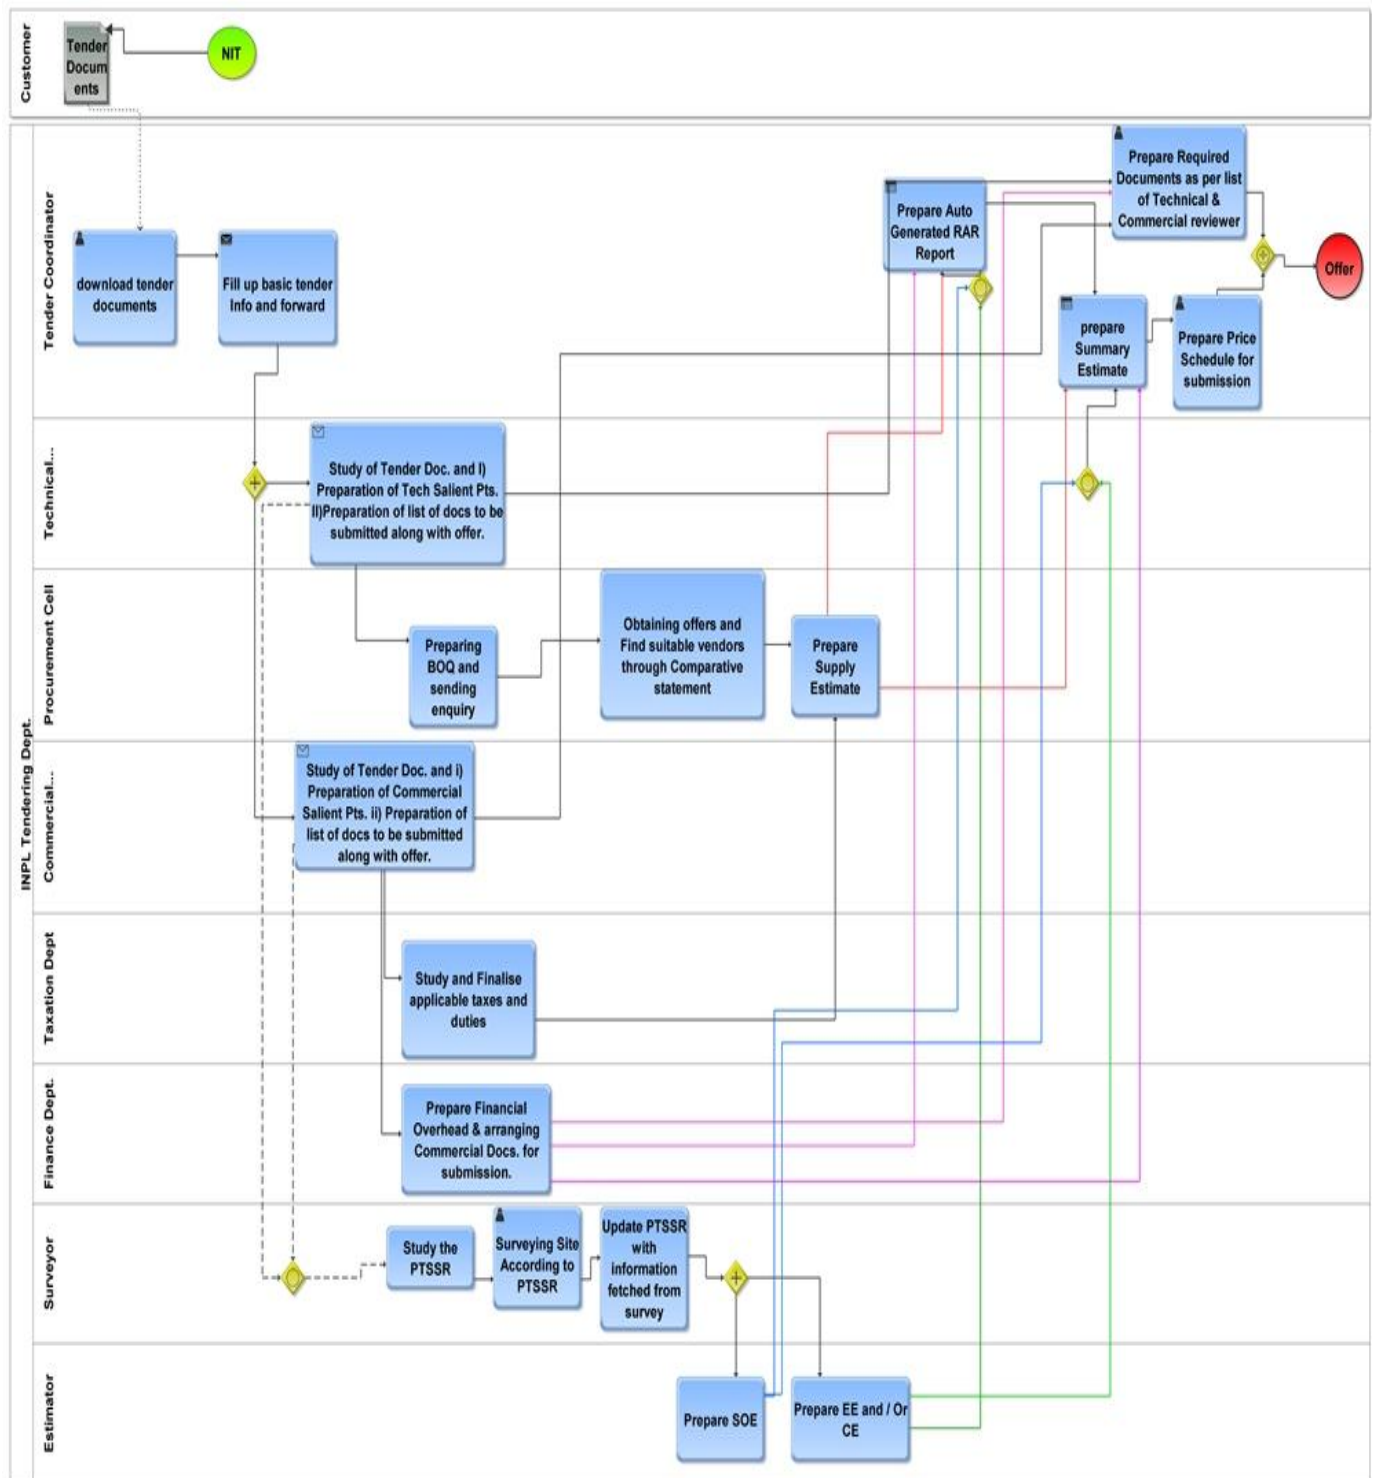 Customer
Tender
Docum
ents
NIT
INPL Tendering Dept.
Tender Coordinator
download tender
documents
Fill up basic tender
Info and forward
Prepare Auto
Generated RAR
Report
Prepare Required
Documents as per list
of Technical &
Commercial reviewer
prepare
Summary
Estimate
Prepare Price
Schedule for
submission
Offer
Technical...
Study of Tender Doc. and I)
Preparation of Tech Salient Pts.
II)Preparation of list of docs to be
submitted along with offer.
Procurement Cell
Preparing
BOQ and
sending
enquiry
Obtaining offers and
Find suitable vendors
through Comparative
statement
Prepare
Supply
Estimate
Commercial...
Study of Tender Doc. and i)
Preparation of Commercial
Salient Pts. ii) Preparation of
list of docs to be submitted
along with offer.
Taxation Dept
Study and Finalise
applicable taxes and
duties
Finance Dept.
Prepare Financial
Overhead & arranging
Commercial Docs. for
submission.
Surveyor
Study the
PTSSR
Surveying Site
According to
PTSSR
Update PTSSR
with
information
fetched from
survey
Estimator
Prepare SOE
Prepare EE and / Or
CE